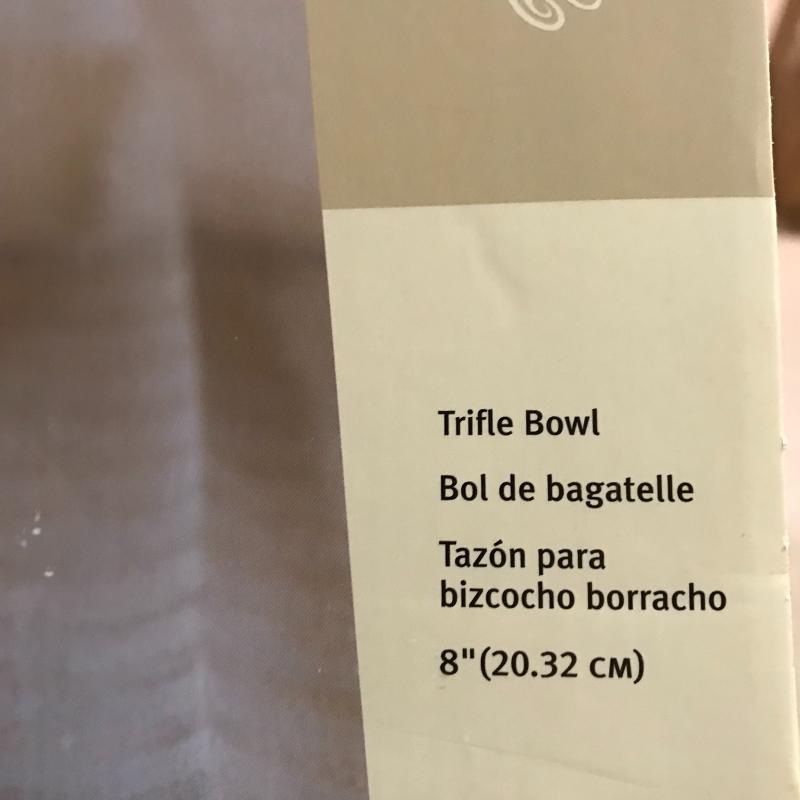 Trifle Bowl
Bol de bagatelle
Tazón para
bizcocho borracho
8"(20.32 CM)